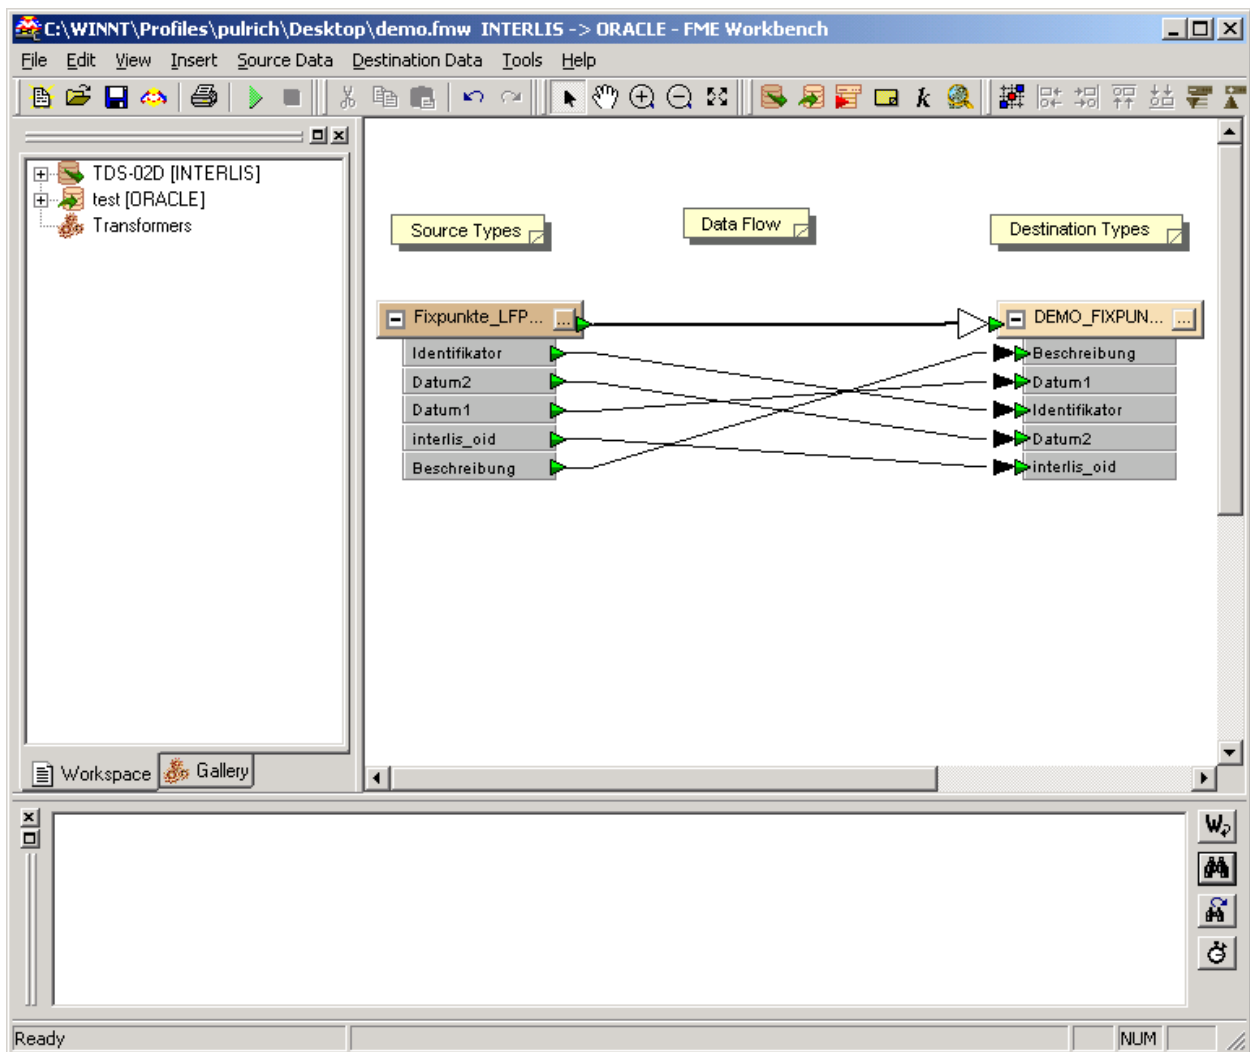 C:\WINNT\Profiles\pulrich\Desktop\demo.fmw INTERLIS -> ORACLE - FME Workbench
File Edit View Insert Source Data Destination Data Tools Help
k
TDS-02D [INTERLIS]
test [ORACLE]
Transformers
Workspace Gallery
Source Types Data Flow Destination Types
Fixpunkte_LFP... ... DEMO_FIXPUN... ...
Identifikator Beschreibung
Datum2 Datum1
Datum1 Identifikator
interlis_oid Datum2
Beschreibung interlis_oid
W
Ready NUM